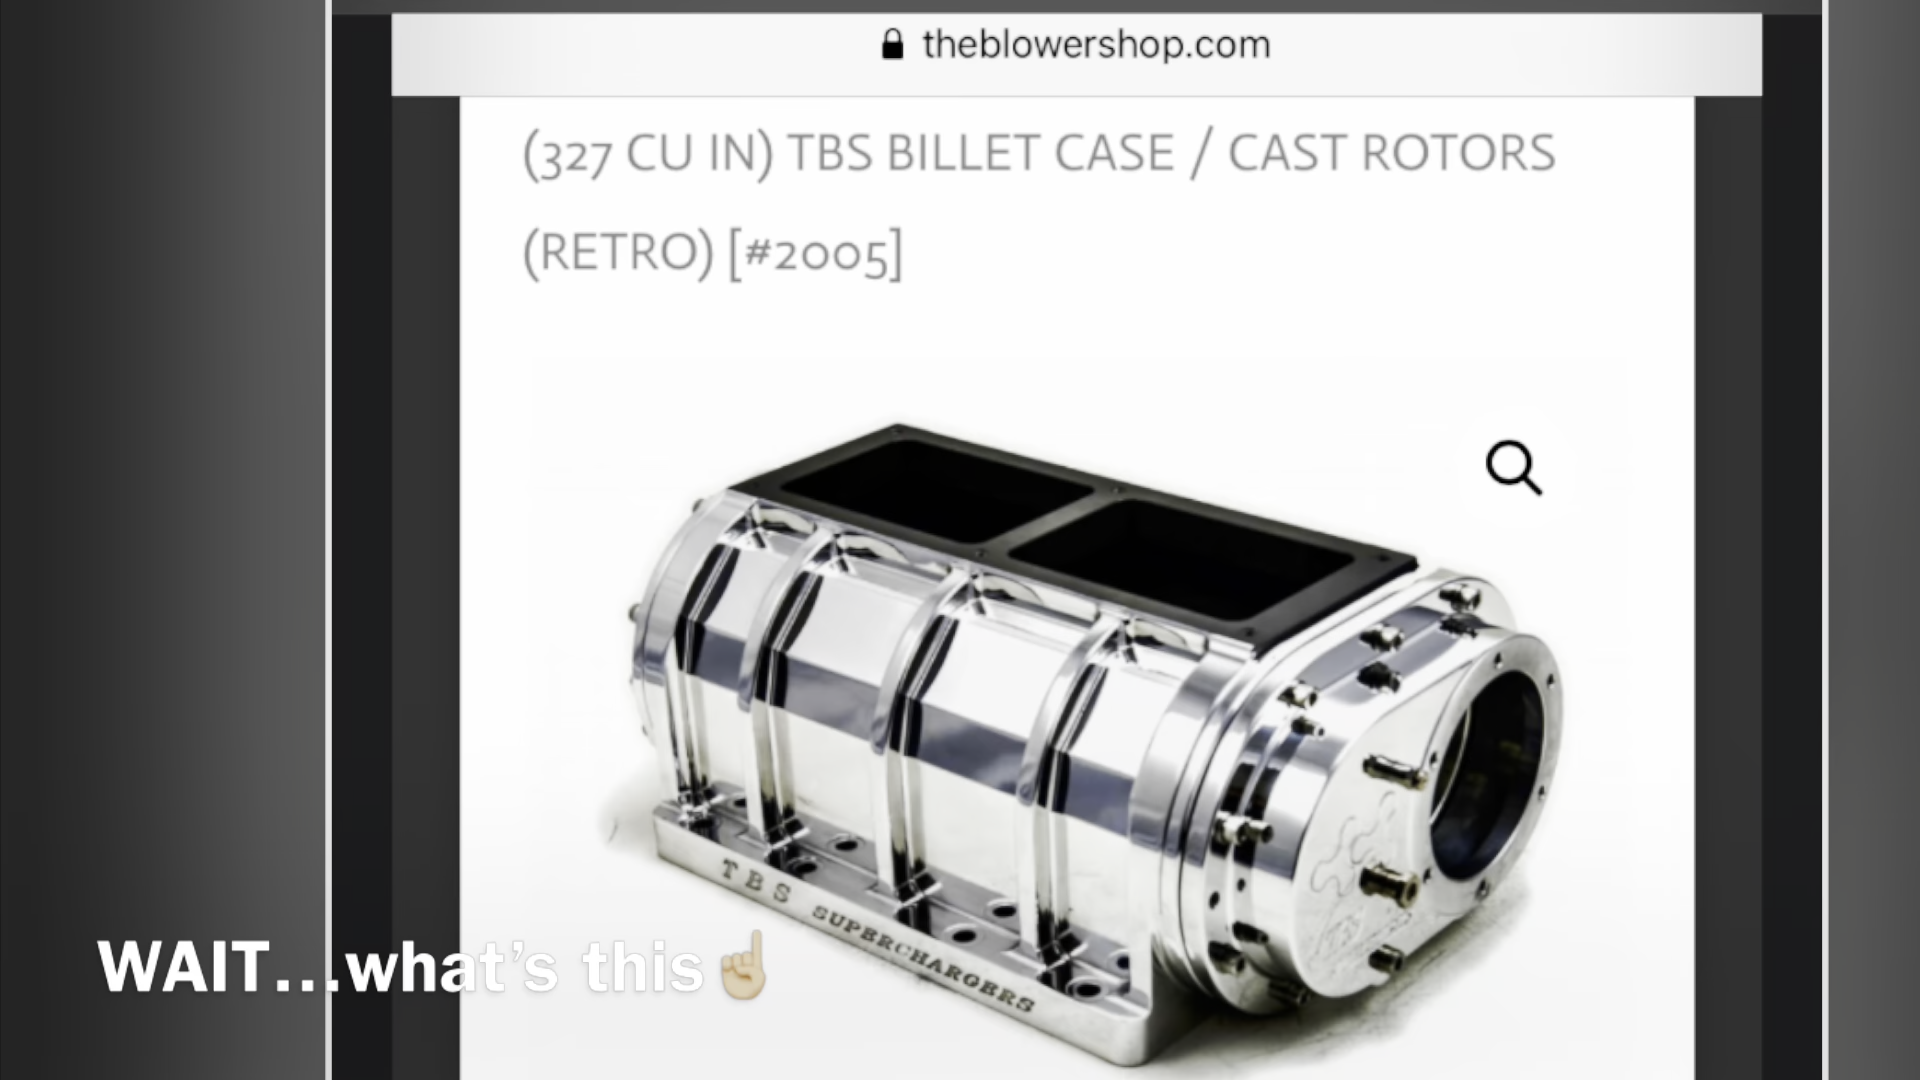 theblowershop.com
(327 CU IN) TBS BILLET CASE / CAST ROTORS
(RETRO) [#2005]
TBS SUPERCHARGERS
WAIT...what's this☝🏼